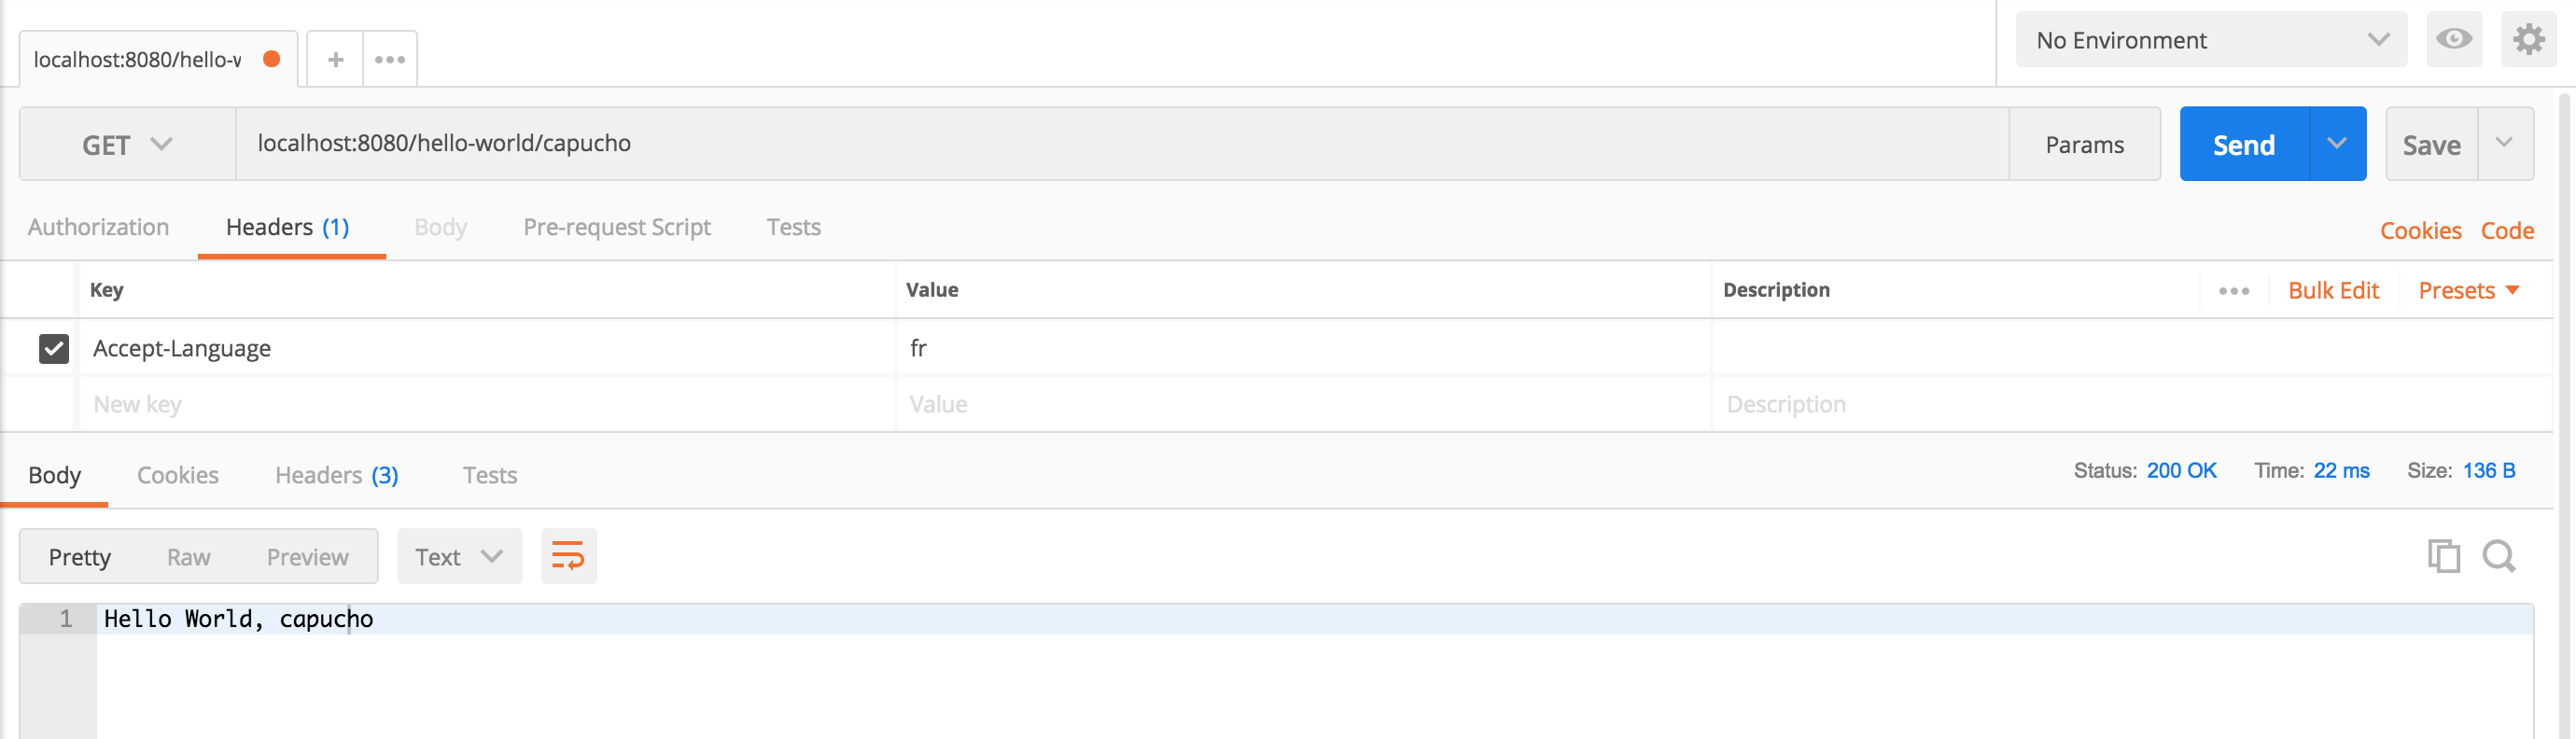 localhost:8080/hello-w
No Environment
GET localhost:8080/hello-world/capucho Params Send Save
Authorization Headers (1) Body Pre-request Script Tests Cookies Code
Key Value Description Bulk Edit Presets
Accept-Language fr
New key Value Description
Body Cookies Headers (3) Tests Status: 200 OK Time: 22 ms Size: 136 B
Pretty Raw Preview Text
1 Hello World, capucho